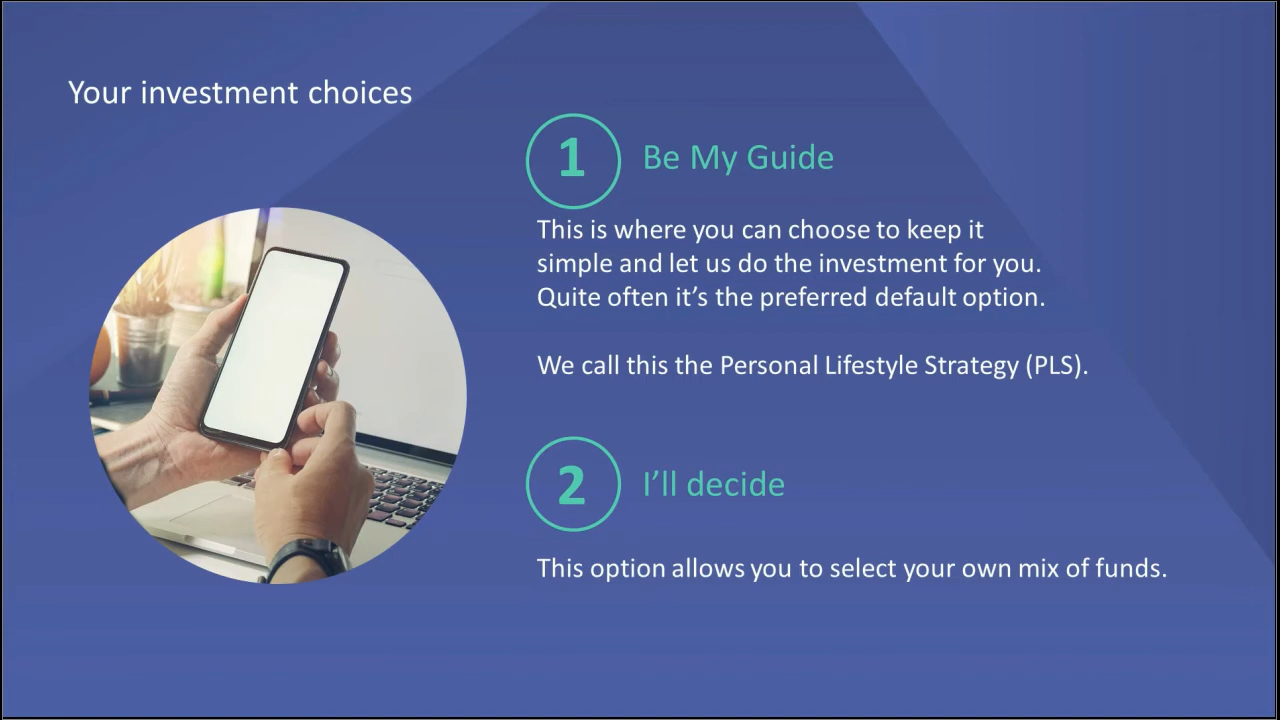 Your investment choices
1
Be My Guide
This is where you can choose to keep it
simple and let us do the investment for you.
Quite often it’s the preferred default option.
We call this the Personal Lifestyle Strategy (PLS).
2
I’ll decide
This option allows you to select your own mix of funds.